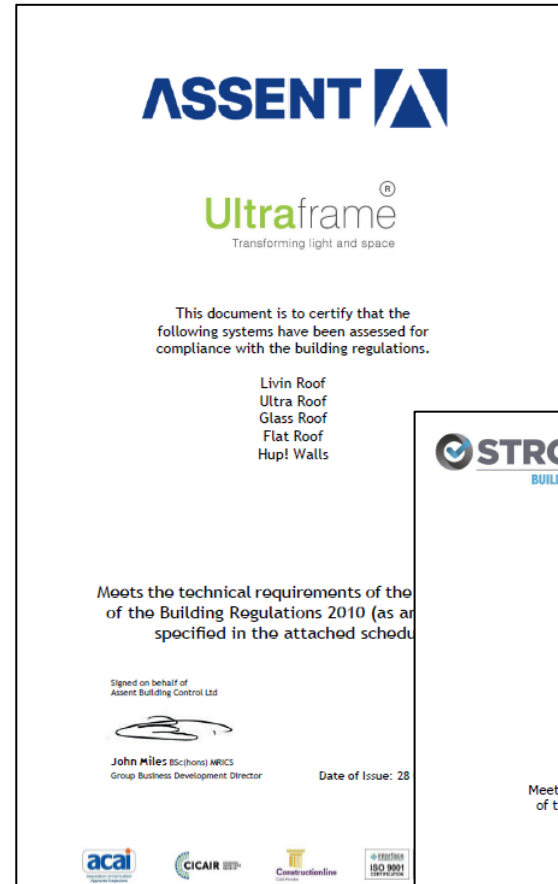 ASSENT
Ultraframe
®
Transforming light and space
This document is to certify that the
following systems have been assessed for
compliance with the building regulations.
Livin Roof
Ultra Roof
Glass Roof
Flat Roof
Hup! Walls
Meets the technical requirements of the
of the Building Regulations 2010 (as
specified in the attached
Signed on behalf of
Assent Building Control Ltd
John Miles BSc(hons) MRICS
Group Business Development Director
Date of Issue: 28
acai
CICAIR
Constructionline
interface
ISO 9001
CERTIFICATION
STRO
BUIL
Meet
of t